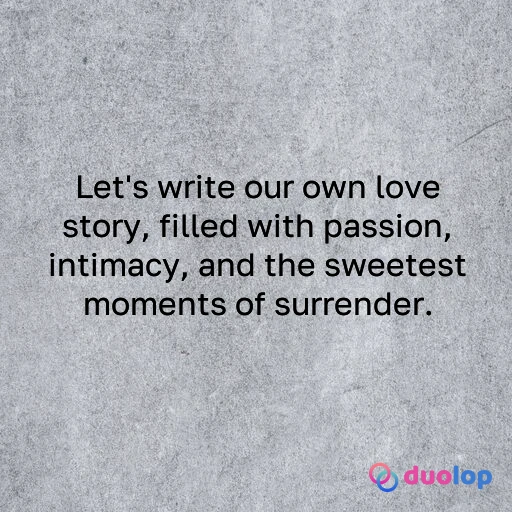 Let's write our own love
story, filled with passion,
intimacy, and the sweetest
moments of surrender.
duolop